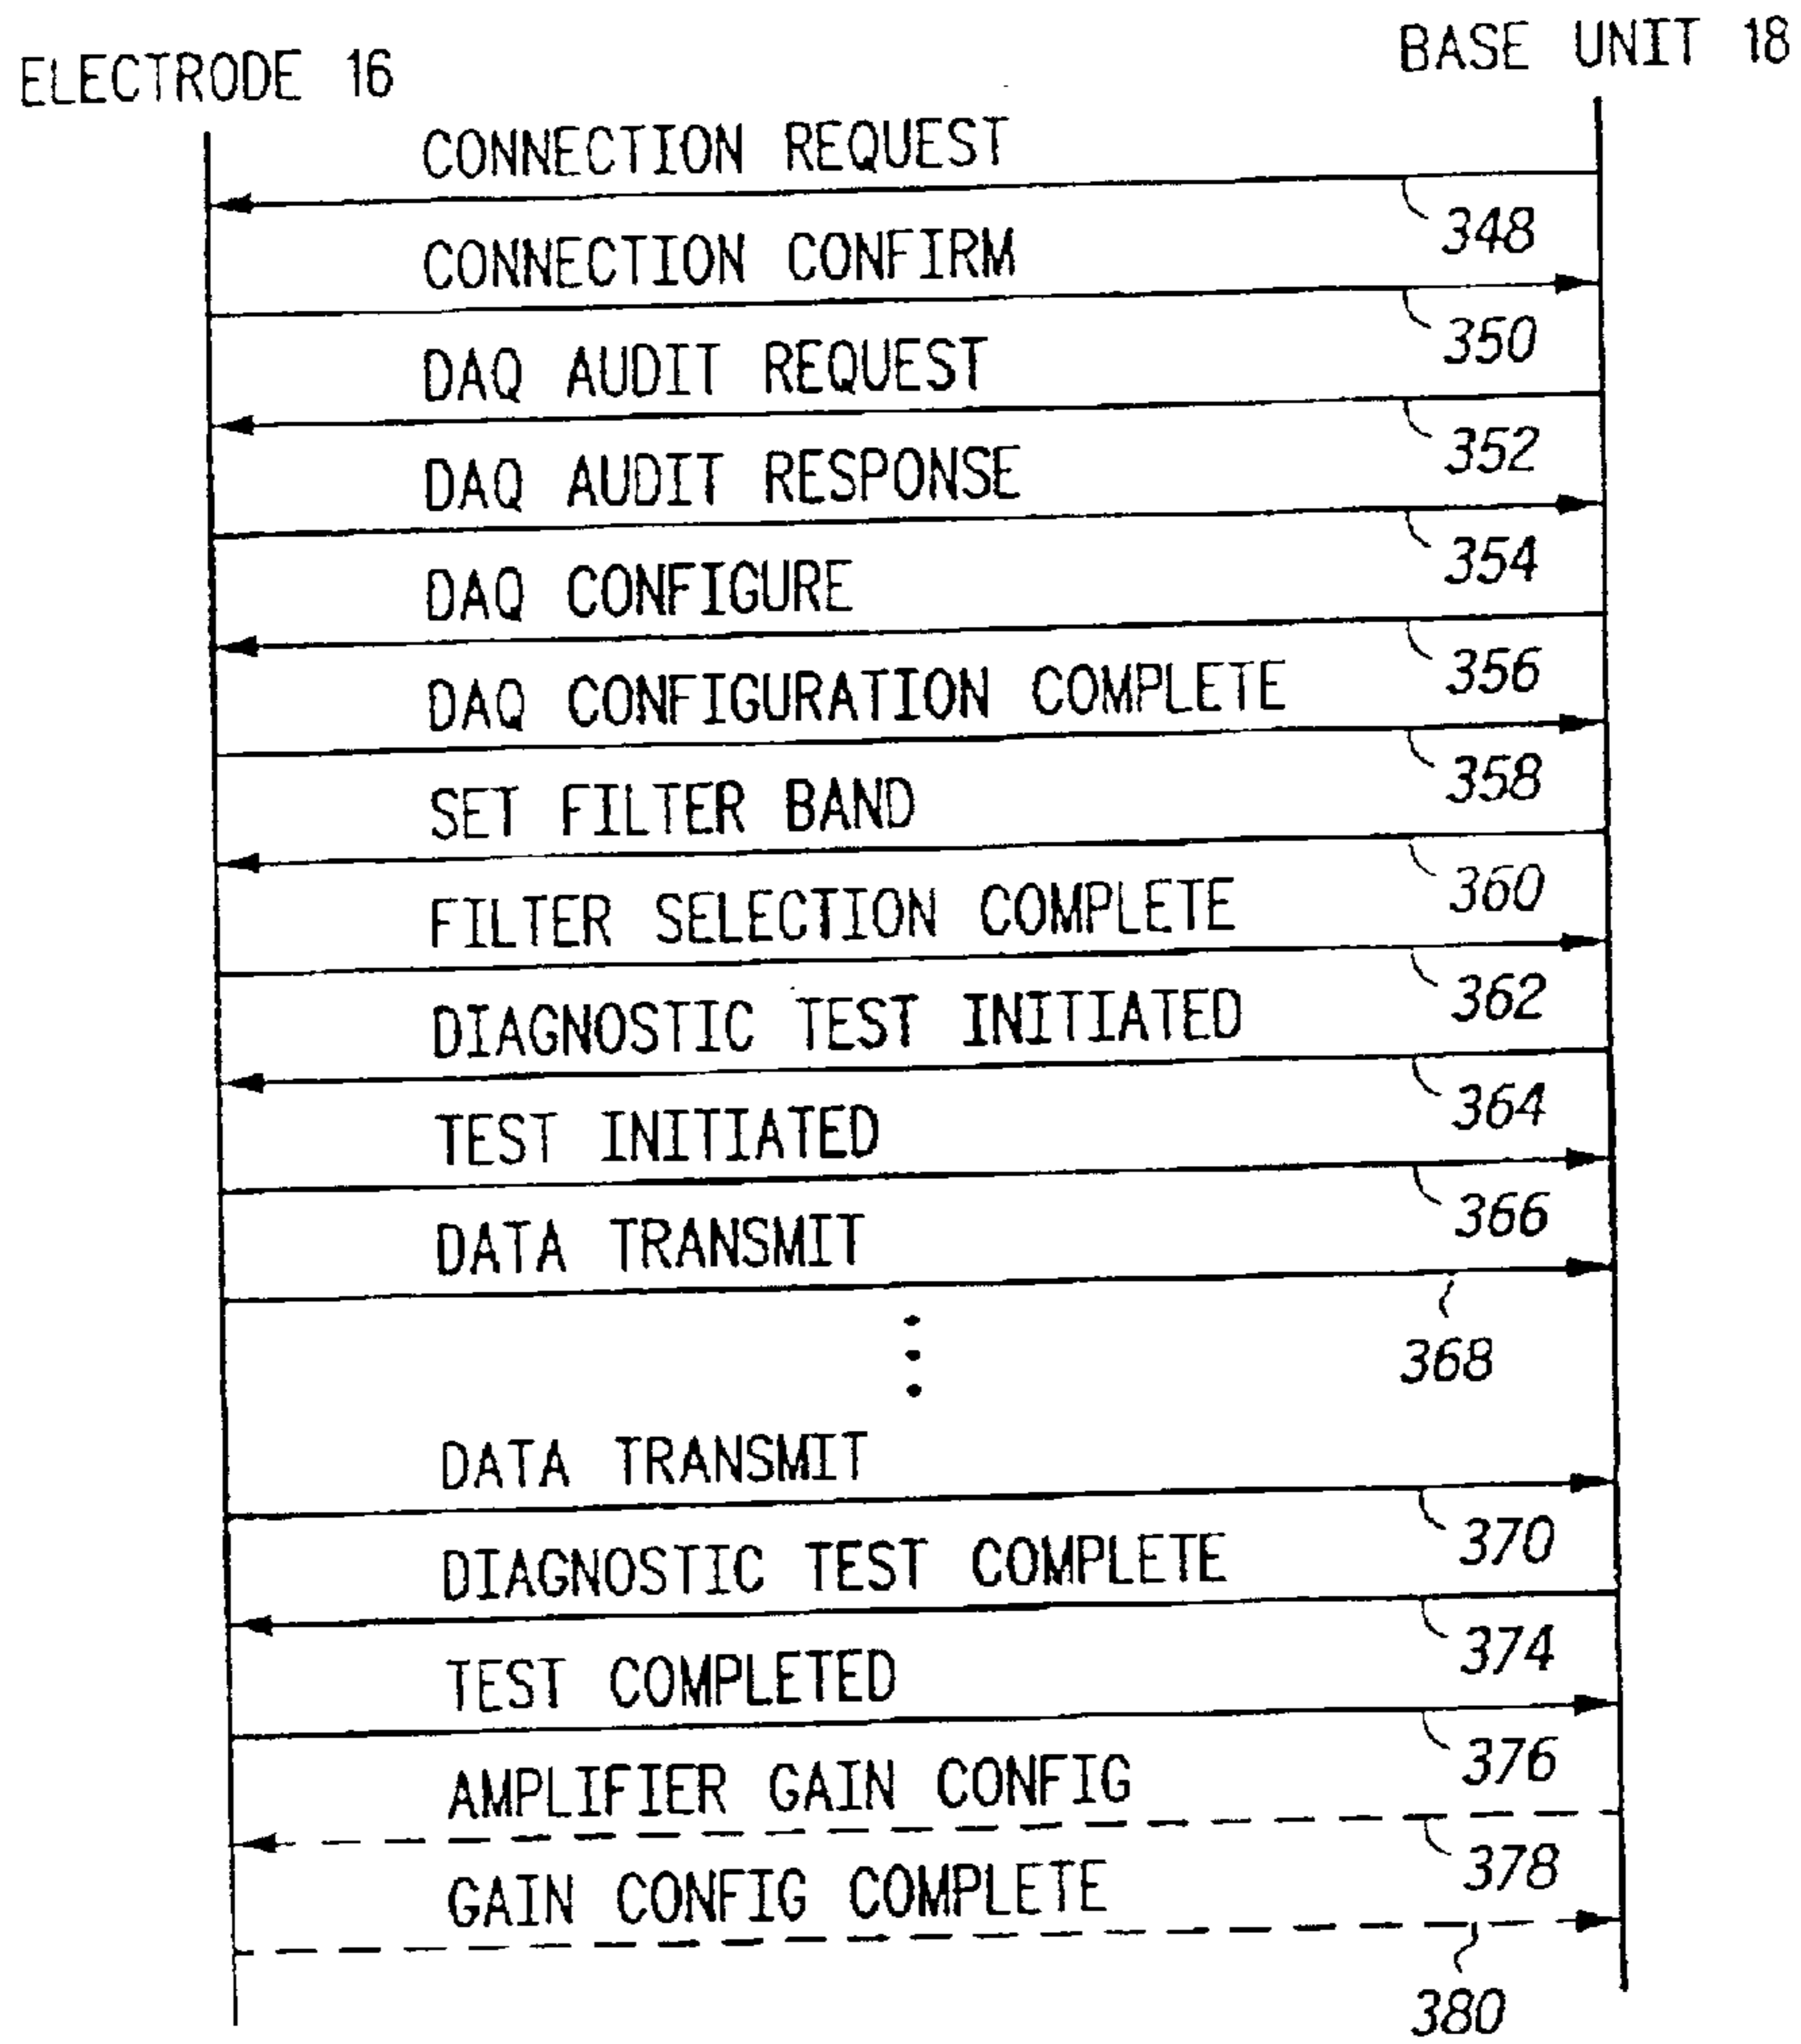 ELECTRODE 16
BASE UNIT 18
CONNECTION REQUEST
348
CONNECTION CONFIRM
350
DAQ AUDIT REQUEST
352
DAQ AUDIT RESPONSE
354
DAQ CONFIGURE
356
DAQ CONFIGURATION COMPLETE
358
SET FILTER BAND
360
FILTER SELECTION COMPLETE
362
DIAGNOSTIC TEST INITIATED
364
TEST INITIATED
366
DATA TRANSMIT
368
DATA TRANSMIT
370
DIAGNOSTIC TEST COMPLETE
374
TEST COMPLETED
376
AMPLIFIER GAIN CONFIG
378
GAIN CONFIG COMPLETE
380